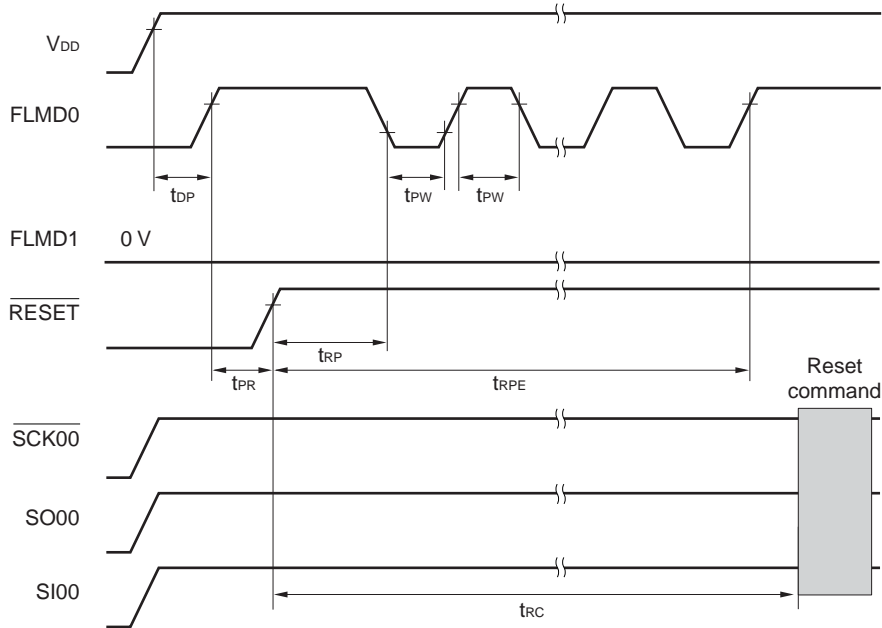 VDD
FLMD0
tDP
tPW
tPW
FLMD1
0 V
RESET
tRP
tPR
tRPE
Reset
command
SCK00
SO00
SI00
tRC